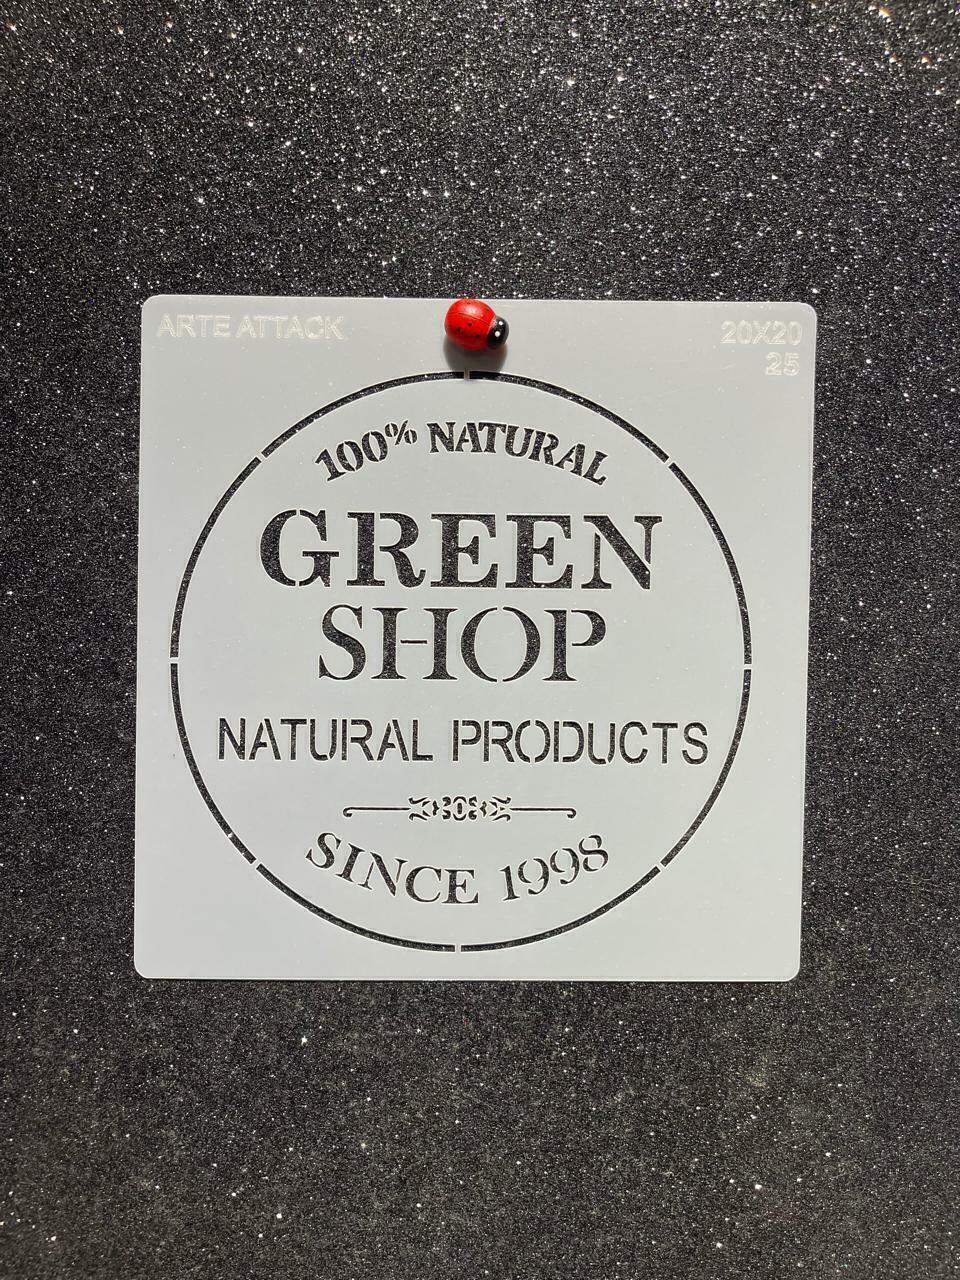 ARTE ATTACK
20X20
25
100% NATURAL
GREEN
SHOP
NATURAL PRODUCTS
SINCE 1998